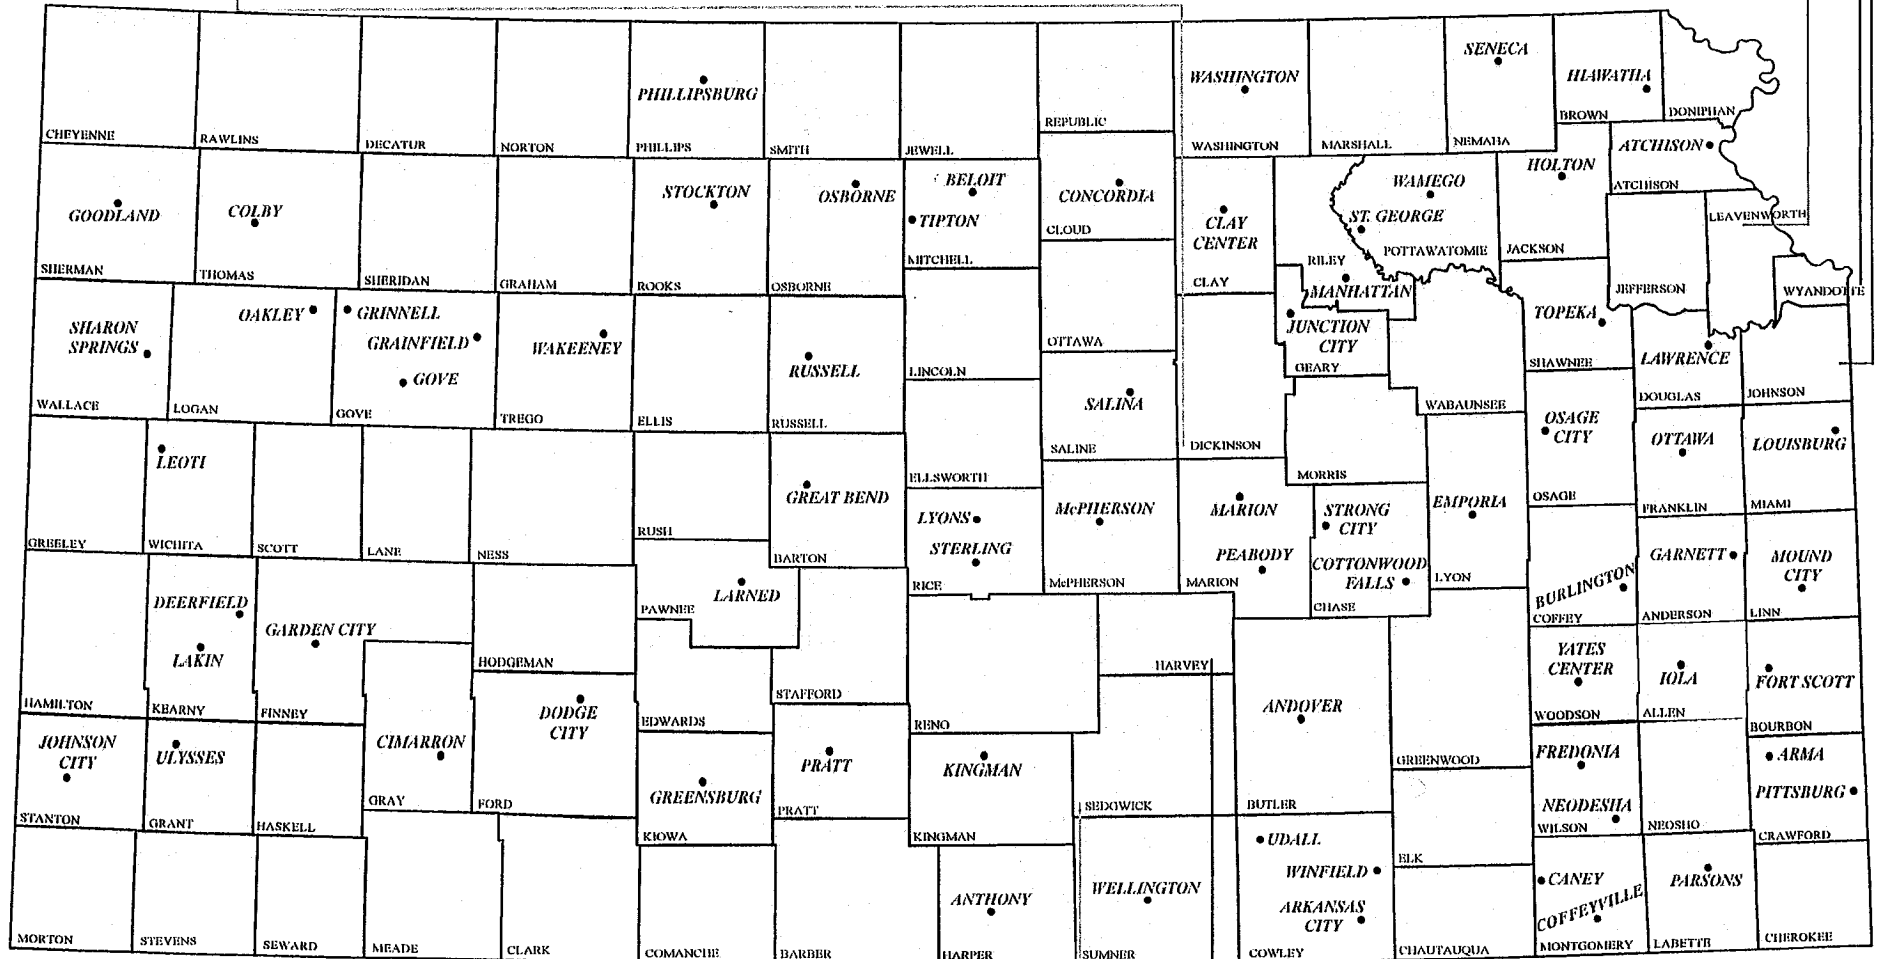 SENECA
WASHINGTON
HIAWATHA
PHILLIPSBURG
CHEYENNE
RAWLINS
DECATUR
NORTON
PHILLIPS
SMITH
JEWELL
REPUBLIC
WASHINGTON
MARSHALL
NEMAHA
BROWN
DONIPHAN
GOODLAND
COLBY
STOCKTON
OSBORNE
BELOIT
TIPTON
CONCORDIA
CLAY
CENTER
WAMEGO
ST. GEORGE
HOLTON
ATCHISON
ATCHISON
LEAVENWORTH
SHERMAN
THOMAS
SHERIDAN
GRAHAM
ROOKS
OSBORNE
MITCHELL
CLOUD
CLAY
RILEY
POTTAWATOMIE
JACKSON
JEFFERSON
WYANDOTTE
MANHATTAN
SHARON
SPRINGS
OAKLEY
GRINNELL
GRAINFIELD
GOVE
WAKEENEY
RUSSELL
JUNCTION
CITY
TOPEKA
LAWRENCE
WALLACE
LOGAN
GOVE
TREGO
ELLIS
RUSSELL
LINCOLN
OTTAWA
SALINA
GEARY
WABAUNSEE
SHAWNEE
DOUGLAS
JOHNSON
LEOTI
GREAT BEND
SALINE
DICKINSON
MORRIS
OSAGE
CITY
OTTAWA
LOUISBURG
GREELEY
WICHITA
SCOTT
LANE
NESS
RUSH
BARTON
ELLSWORTH
LYONS
STERLING
McPHERSON
MARION
PEABODY
STRONG
CITY
COTTONWOOD
FALLS
EMPORIA
OSAGE
FRANKLIN
MIAMI
RICE
McPHERSON
MARION
CHASE
LYON
BURLINGTON
GARNETT
MOUND
CITY
DEERFIELD
LAKIN
GARDEN CITY
LARNED
PAWNEE
COFFEY
ANDERSON
LINN
HAMILTON
KEARNY
FINNEY
HODGEMAN
EDWARDS
STAFFORD
RENO
HARVEY
YATES
CENTER
IOLA
FORT SCOTT
WOODSON
ALLEN
BOURBON
JOHNSON
CITY
ULYSSES
CIMARRON
DODGE
CITY
GREENSBURG
PRATT
KINGMAN
ANDOVER
GREENWOOD
FREDONIA
NEODESHA
ARMA
PITTSBURG
STANTON
GRANT
HASKELL
GRAY
FORD
KIOWA
PRATT
KINGMAN
SEDGWICK
BUTLER
WILSON
NEOSHO
CRAWFORD
ANTHONY
WELLINGTON
UDALL
WINFIELD
ARKANSAS
CITY
ELK
CANEY
COFFEYVILLE
PARSONS
MORTON
STEVENS
SEWARD
MEADE
CLARK
COMANCHE
BARBER
HARPER
SUMNER
COWLEY
CHAUTAUQUA
MONTGOMERY
LABETTE
CHEROKEE